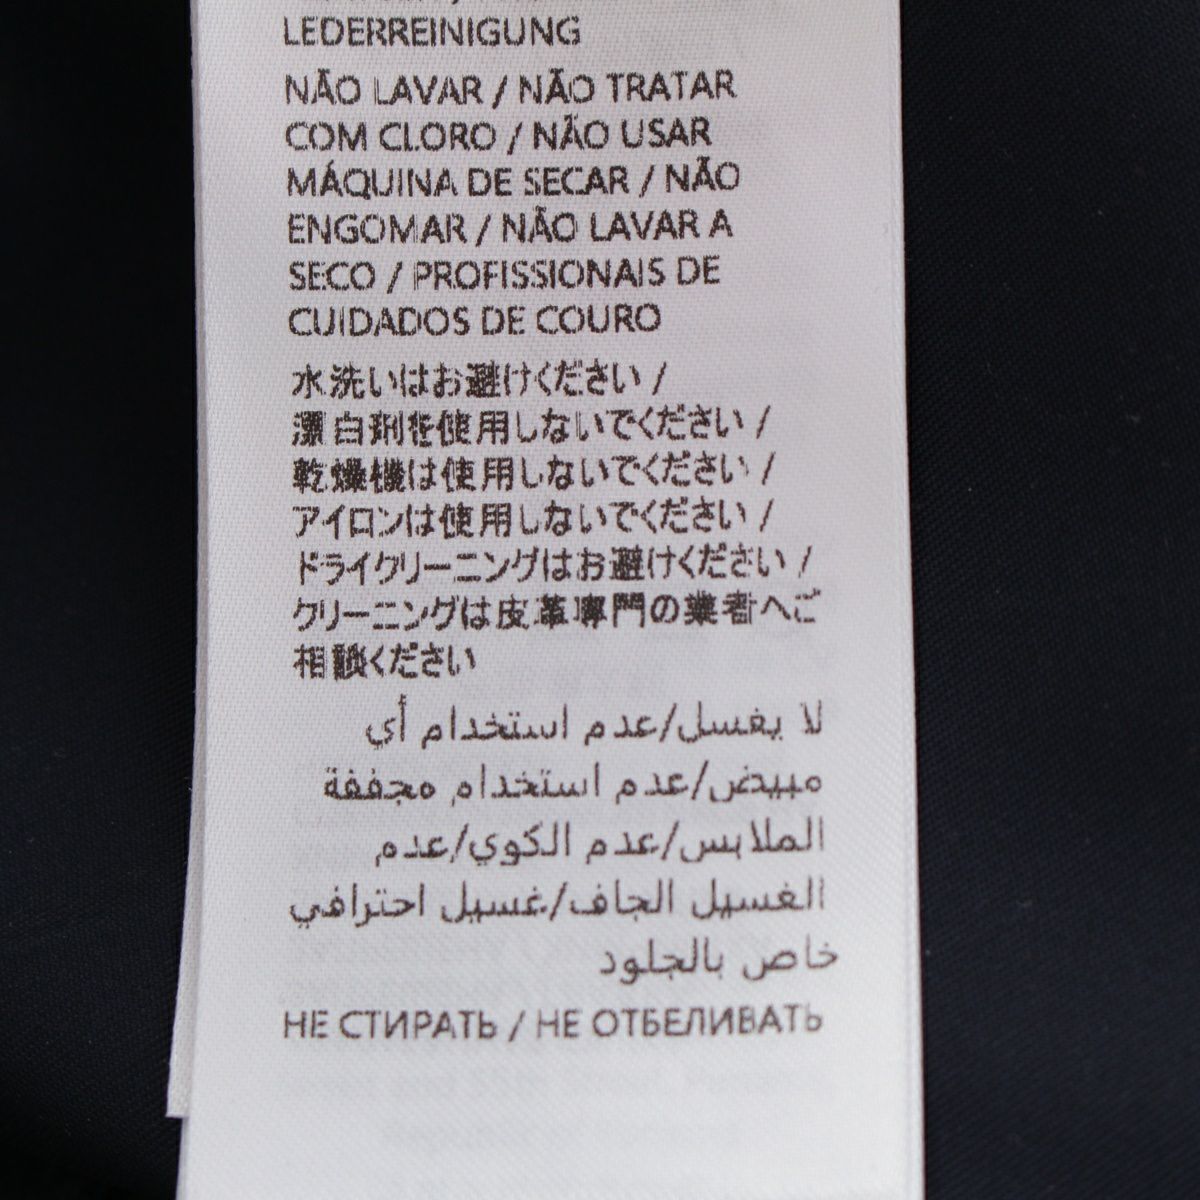 LEDERREINIGUNG
NÃO LAVAR / NÃO TRATAR
COM CLORO / NÃO USAR
MÁQUINA DE SECAR / NÃO
ENGOMAR / NÃO LAVAR A
SECO / PROFISSIONAIS DE
CUIDADOS DE COURO
水洗いはお避けください /
漂白剤を使用しないでください /
乾燥機は使用しないでください /
アイロンは使用しないでください /
ドライクリーニングはお避けください /
クリーニングは皮革専門の業者へご
相談ください
لا يغسل/عدم استخدام أي
مبيض/عدم استخدام مجففة
الملابس/عدم الكوي/عدم
الغسيل الجاف/غسيل احترافي
خاص بالجلود
НЕ СТИРАТЬ / НЕ ОТБЕЛИВАТЬ